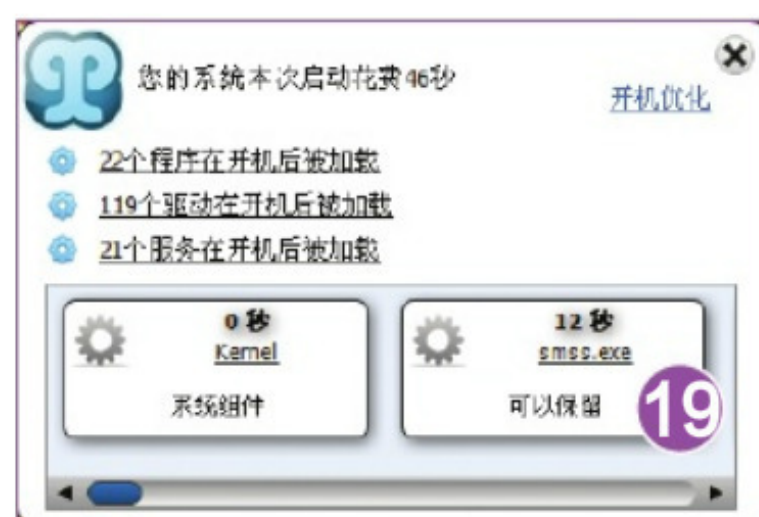 您的系统本次启动花费46秒
开机优化
22个程序在开机后被加载
119个驱动在开机后被加载
21个服务在开机后被加载
0 秒
Kernel
系统组件
12 秒
smss.exe
可以保留
19